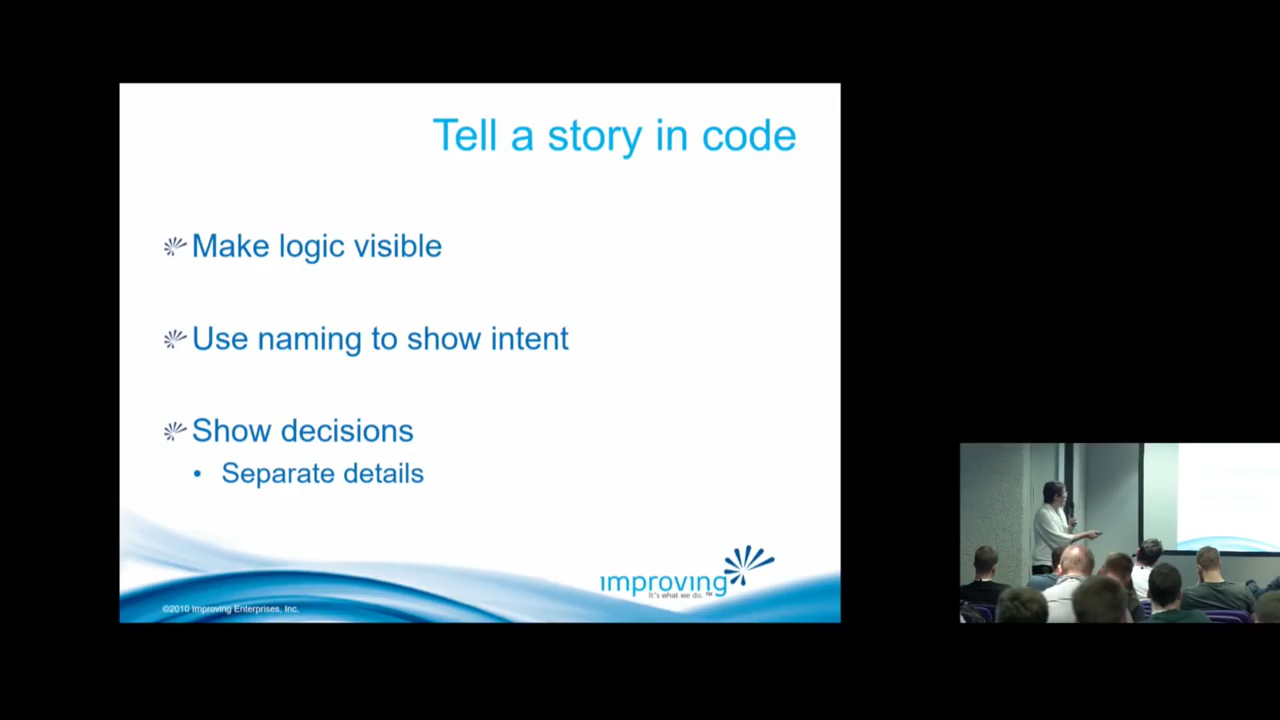 Tell a story in code
Make logic visible
Use naming to show intent
Show decisions
• Separate details
improving
It's what we do. ™
©2010 Improving Enterprises, Inc.